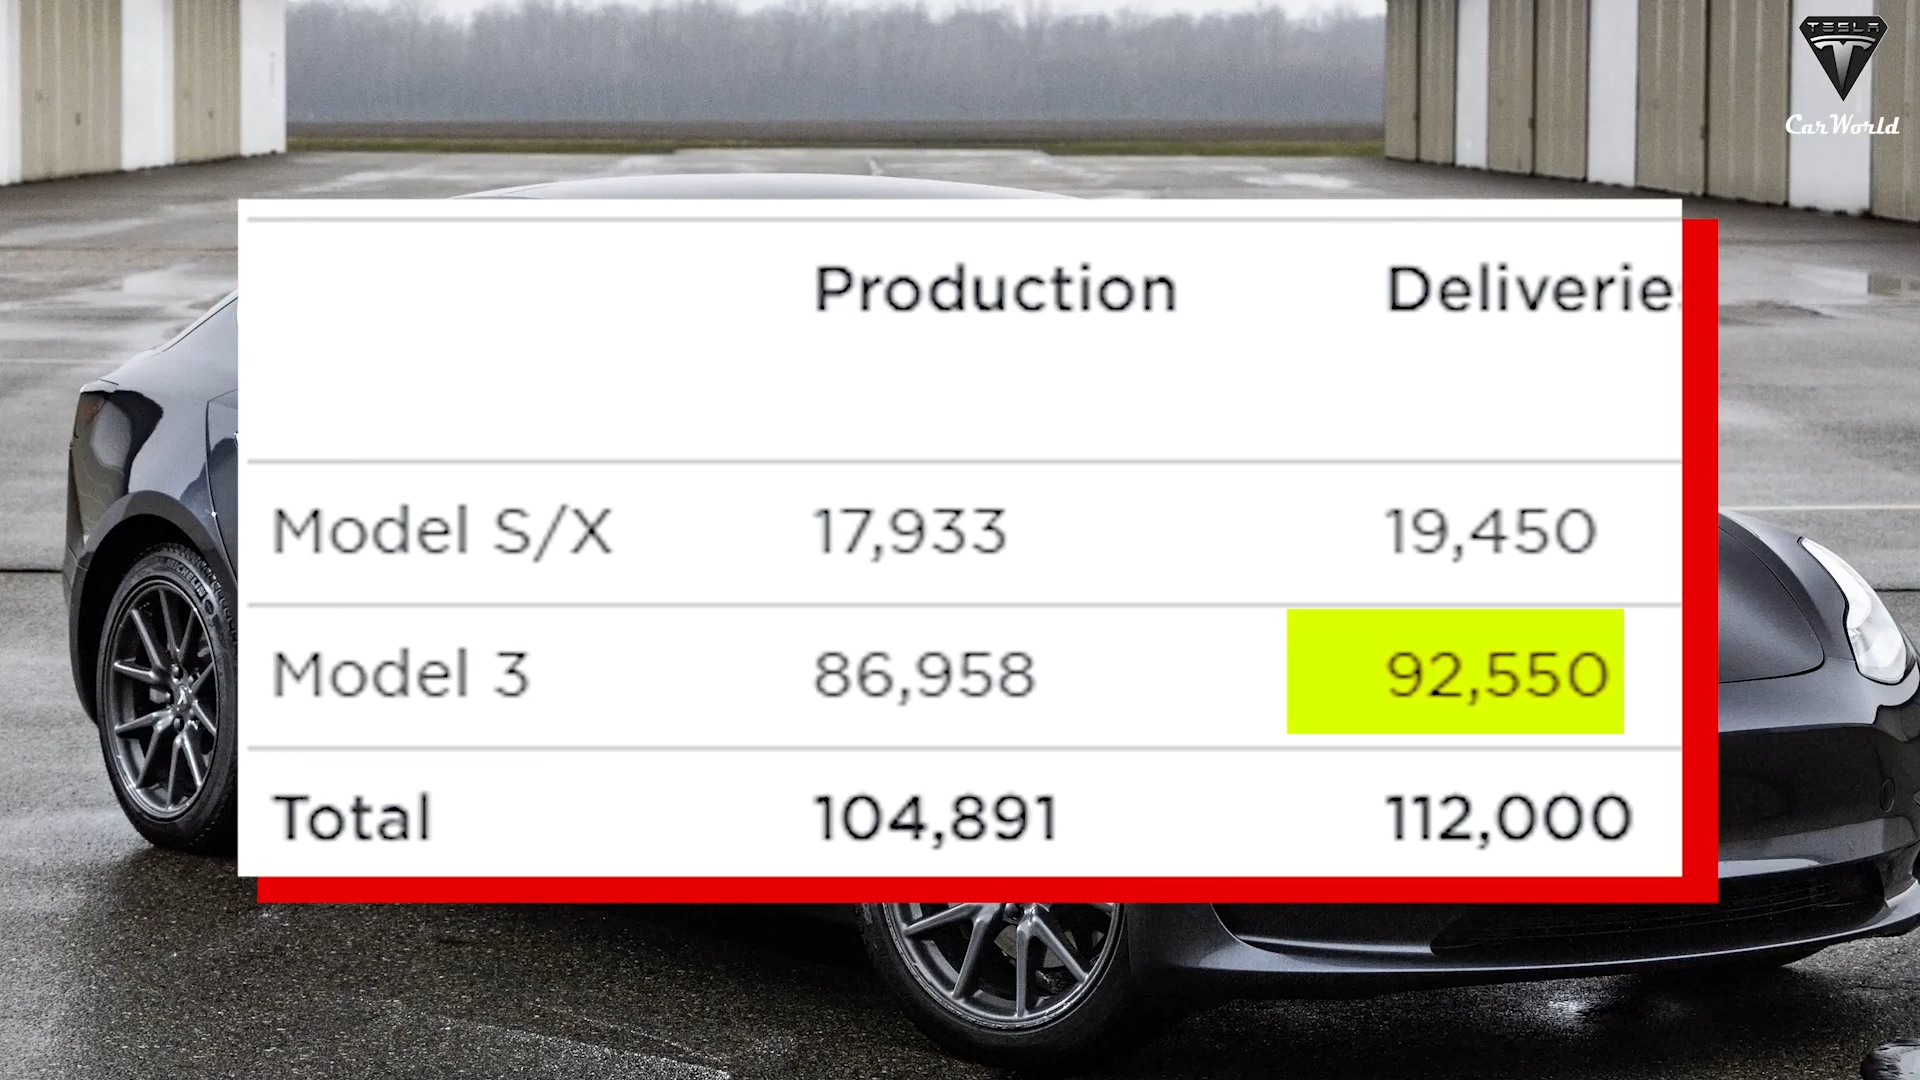 TESLA
CarWorld
Production Deliverie
Model S/X 17,933 19,450
Model 3 86,958 92,550
Total 104,891 112,000
MICHELIN